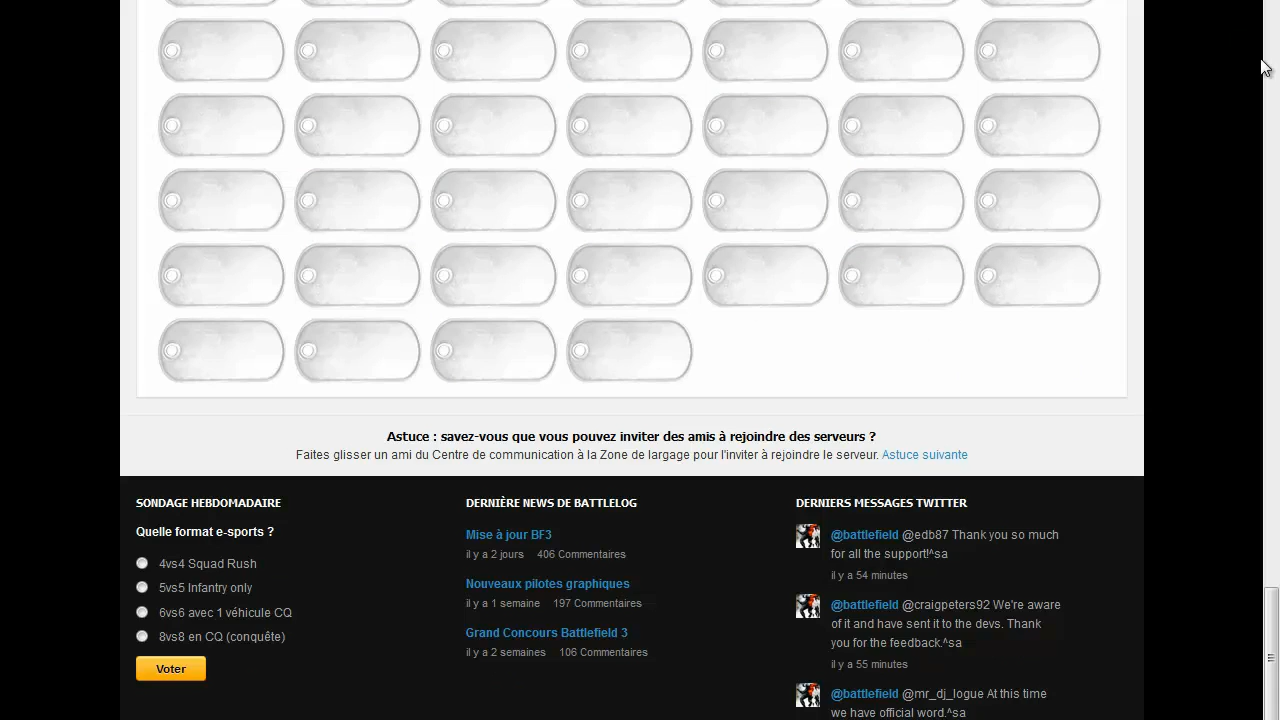 Astuce : savez-vous que vous pouvez inviter des amis à rejoindre des serveurs ?
Faites glisser un ami du Centre de communication à la Zone de largage pour l'inviter à rejoindre le serveur. Astuce suivante
SONDAGE HEBDOMADAIRE
Quelle format e-sports ?
4vs4 Squad Rush
5vs5 Infantry only
6vs6 avec 1 véhicule CQ
8vs8 en CQ (conquête)
Voter
DERNIÈRE NEWS DE BATTLELOG
Mise à jour BF3
il y a 2 jours 406 Commentaires
Nouveaux pilotes graphiques
il y a 1 semaine 197 Commentaires
Grand Concours Battlefield 3
il y a 2 semaines 106 Commentaires
DERNIERS MESSAGES TWITTER
@battlefield @edb87 Thank you so much
for all the support!^sa
il y a 54 minutes
@battlefield @craigpeters92 We're aware
of it and have sent it to the devs. Thank
you for the feedback.^sa
il y a 55 minutes
@battlefield @mr_dj_logue At this time
we have official word.^sa